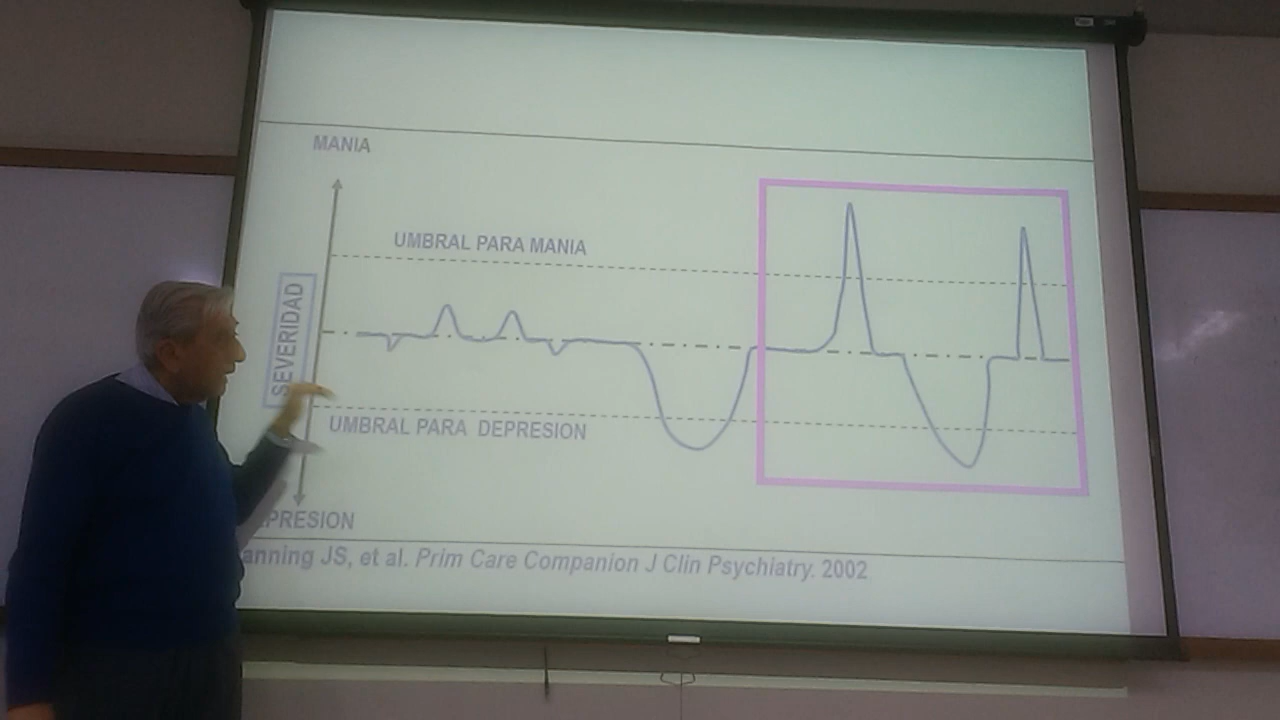 MANIA
UMBRAL PARA MANIA
SEVERIDAD
UMBRAL PARA DEPRESION
PRESION
anning JS, et al. Prim Care Companion J Clin Psychiatry. 2002